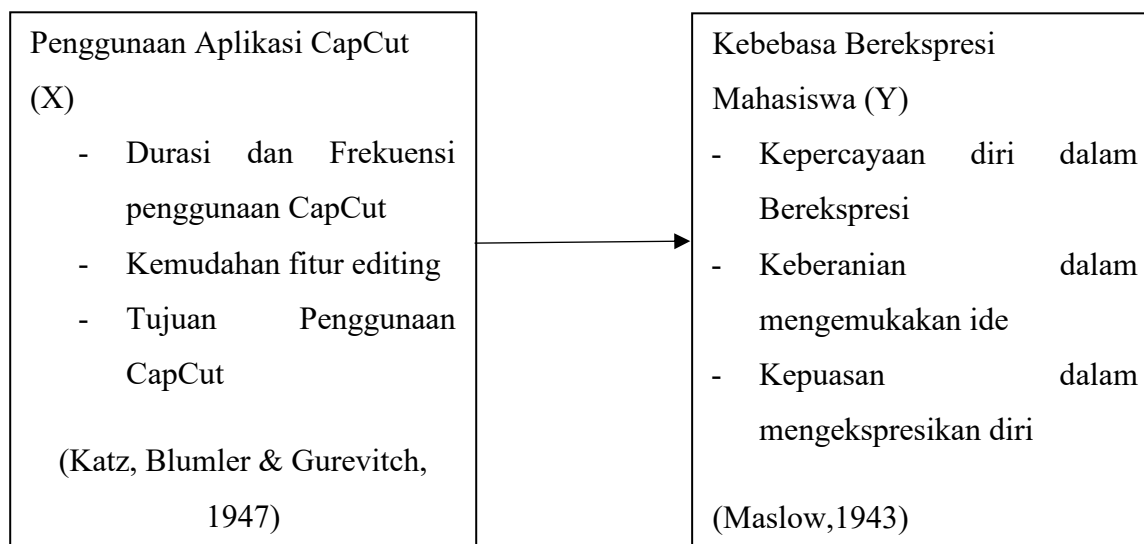 Penggunaan Aplikasi CapCut
(X)
- Durasi dan Frekuensi
penggunaan CapCut
- Kemudahan fitur editing
- Tujuan Penggunaan
CapCut
(Katz, Blumler & Gurevitch,
1947)
Kebebasa Berekspresi
Mahasiswa (Y)
- Kepercayaan diri dalam
Berekspresi
- Keberanian dalam
mengemukakan ide
- Kepuasan dalam
mengekspresikan diri
(Maslow,1943)